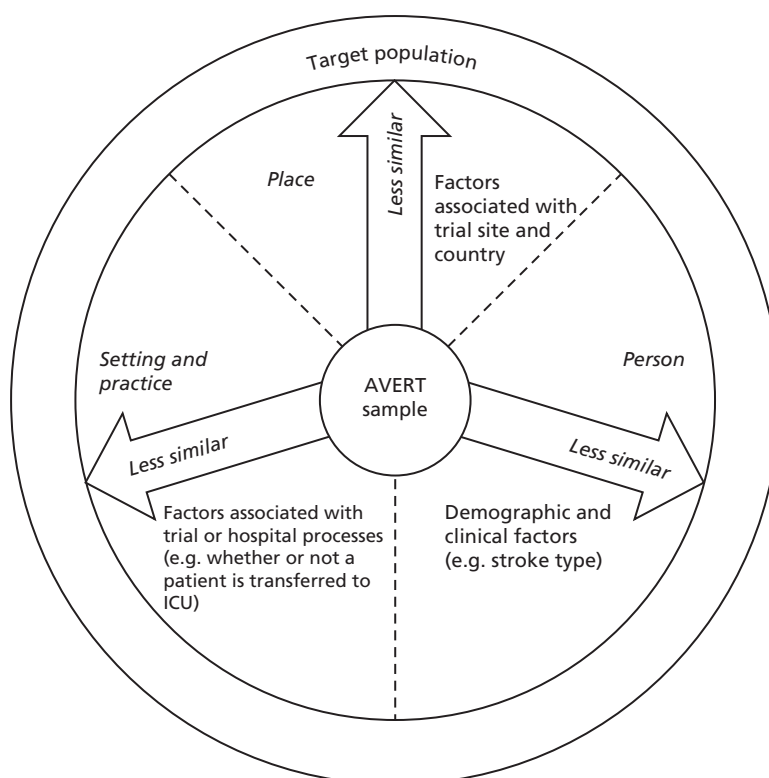 Target population
Place
Less similar
Factors
associated with
trial site and
country
Setting and
practice
Person
AVERT
sample
Less similar
Less similar
Factors associated with
trial or hospital processes
(e.g. whether or not a
patient is transferred to
ICU)
Demographic and
clinical factors
(e.g. stroke type)